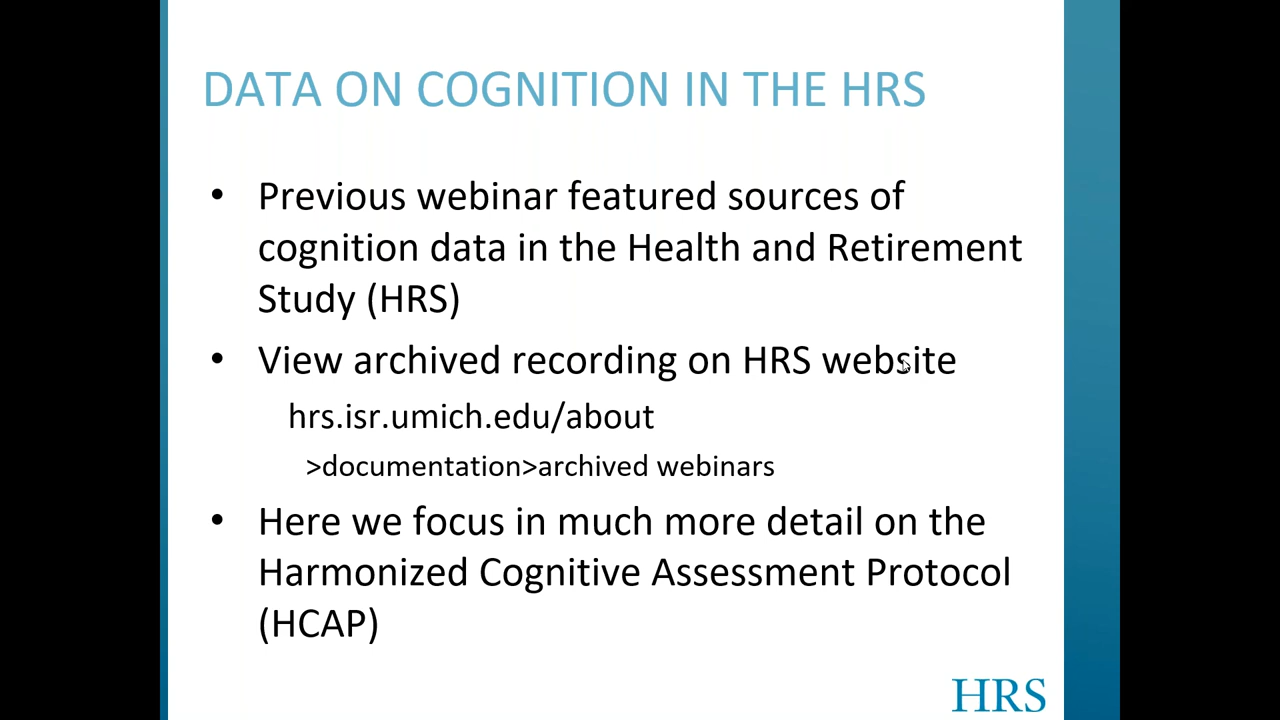 DATA ON COGNITION IN THE HRS
• Previous webinar featured sources of
cognition data in the Health and Retirement
Study (HRS)
• View archived recording on HRS website
hrs.isr.umich.edu/about
>documentation>archived webinars
• Here we focus in much more detail on the
Harmonized Cognitive Assessment Protocol
(HCAP)
HRS